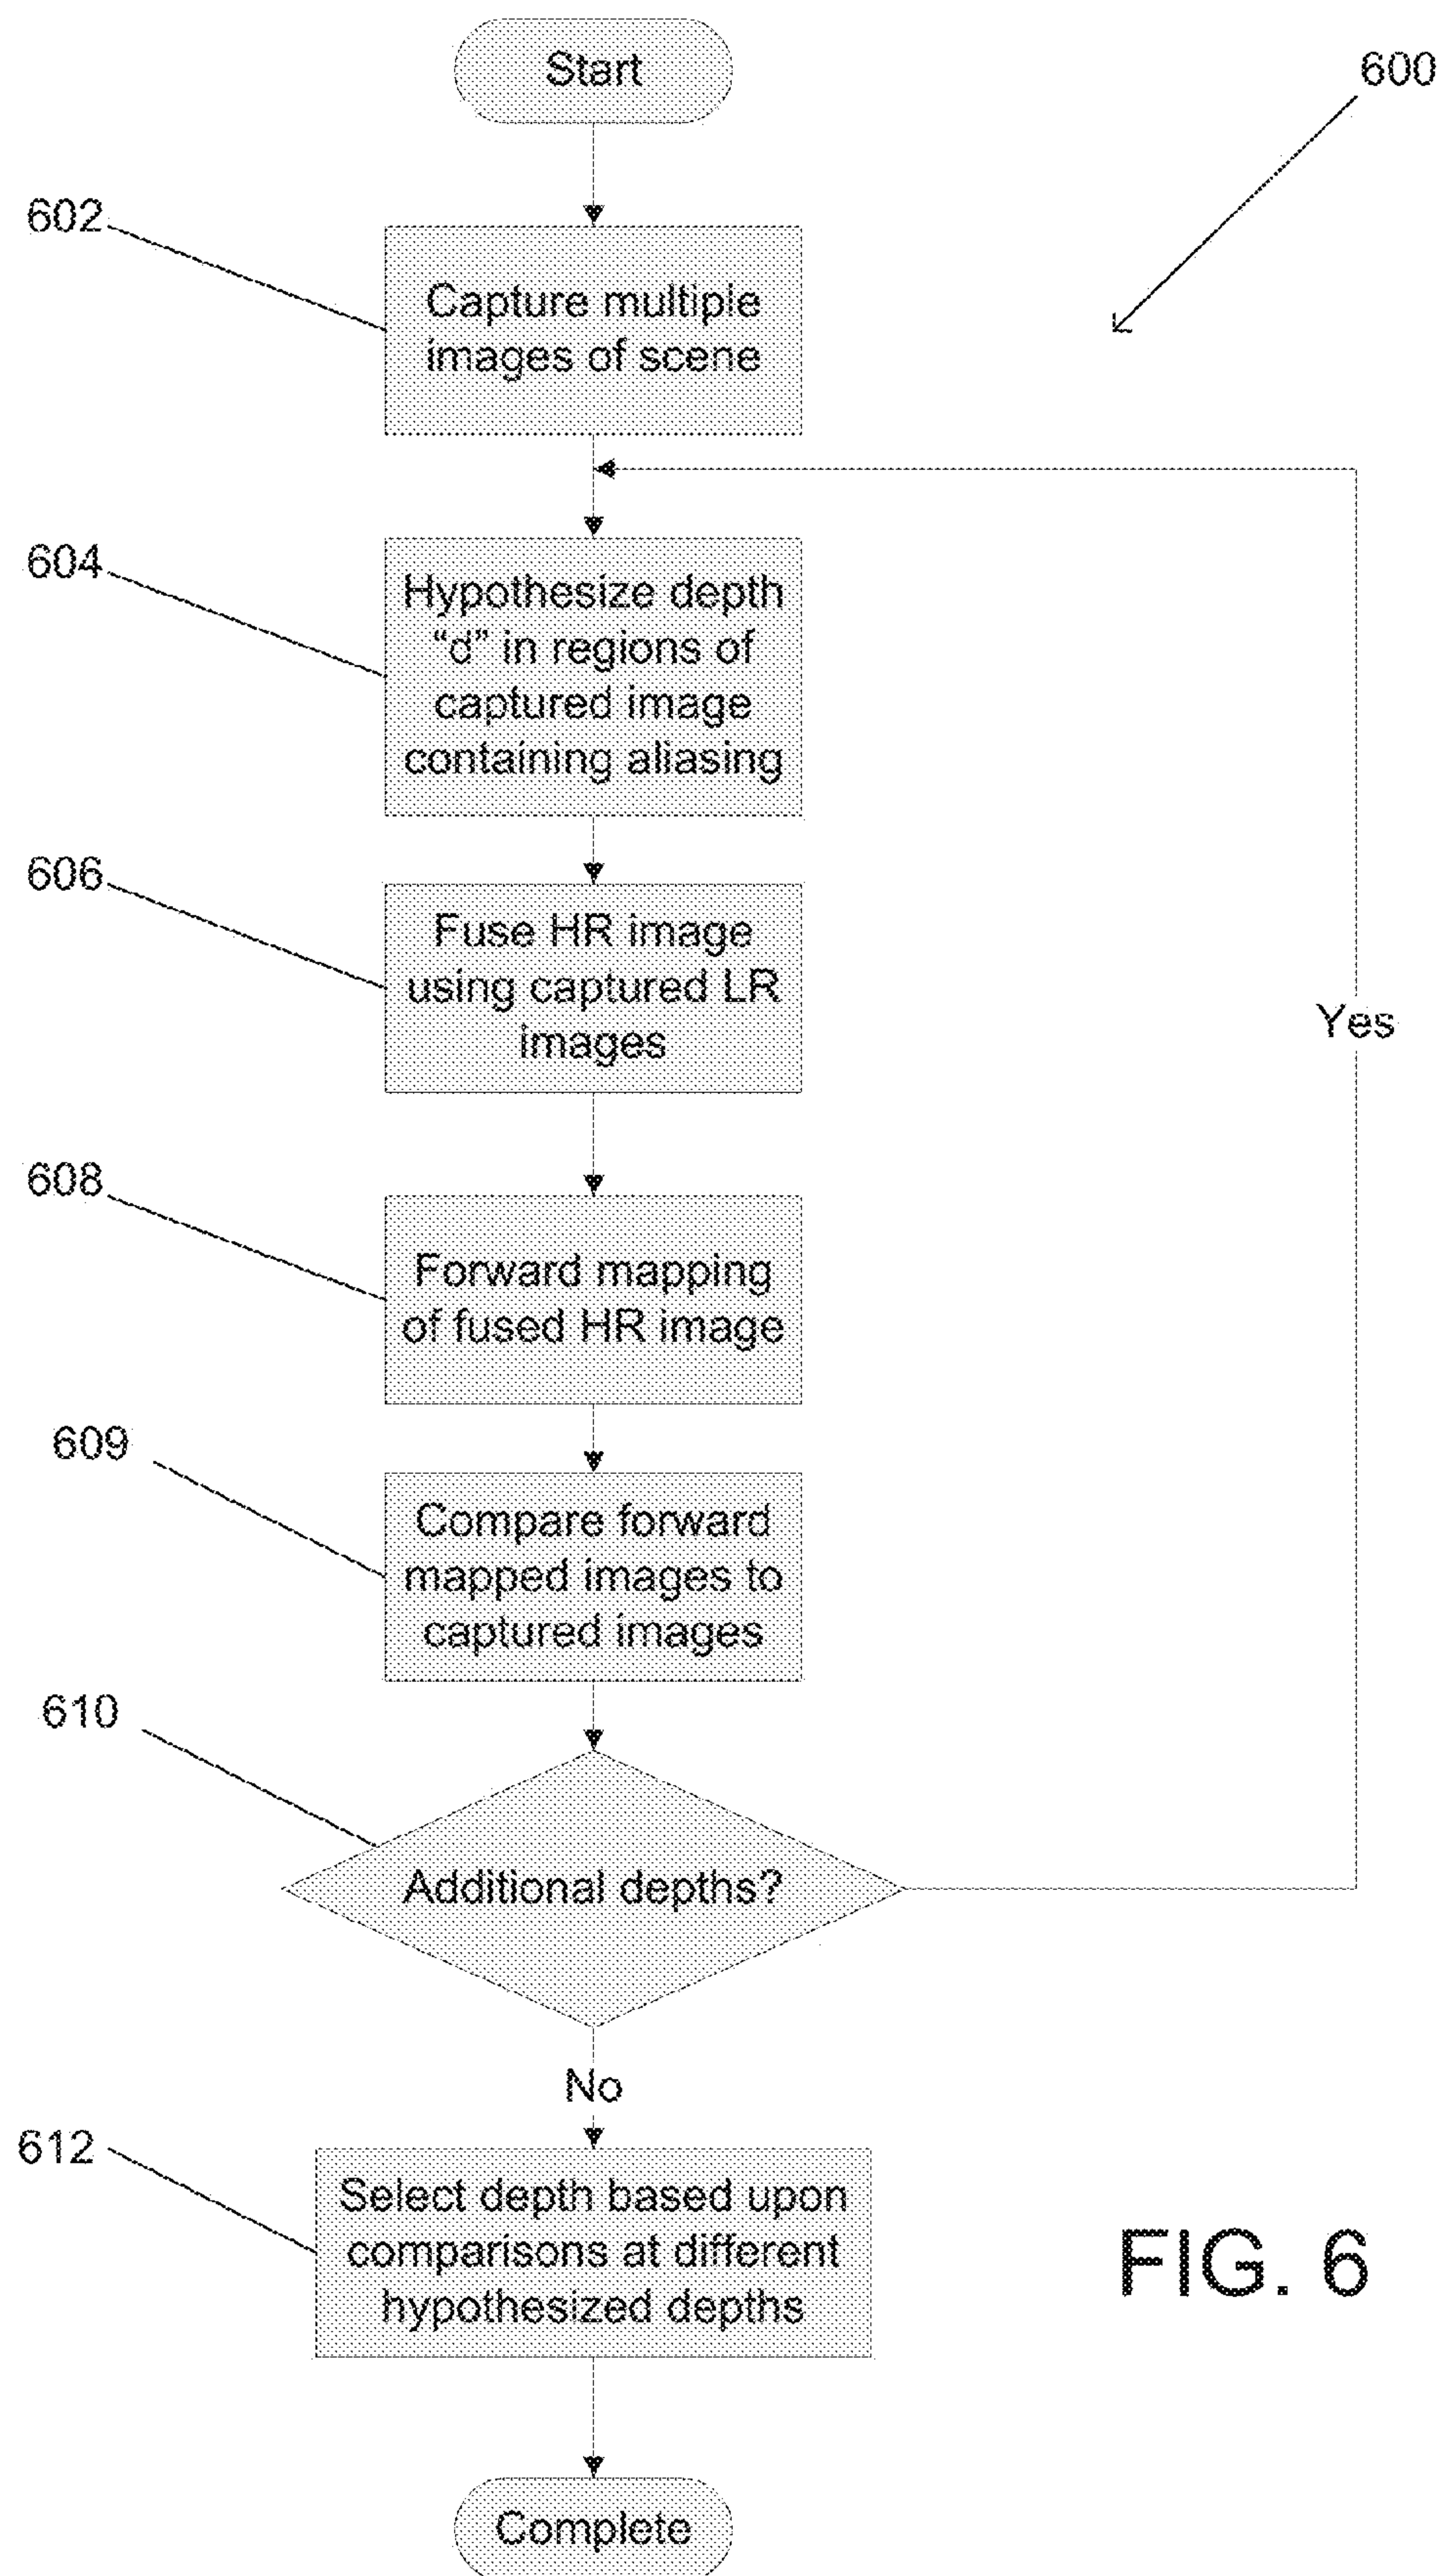 Start
600
602
Capture multiple
images of scene
604
Hypothesize depth
“d” in regions of
captured image
containing aliasing
606
Fuse HR image
using captured LR
images
Yes
608
Forward mapping
of fused HR image
609
Compare forward
mapped images to
captured images
610
Additional depths?
No
612
Select depth based upon
comparisons at different
hypothesized depths
FIG. 6
Complete